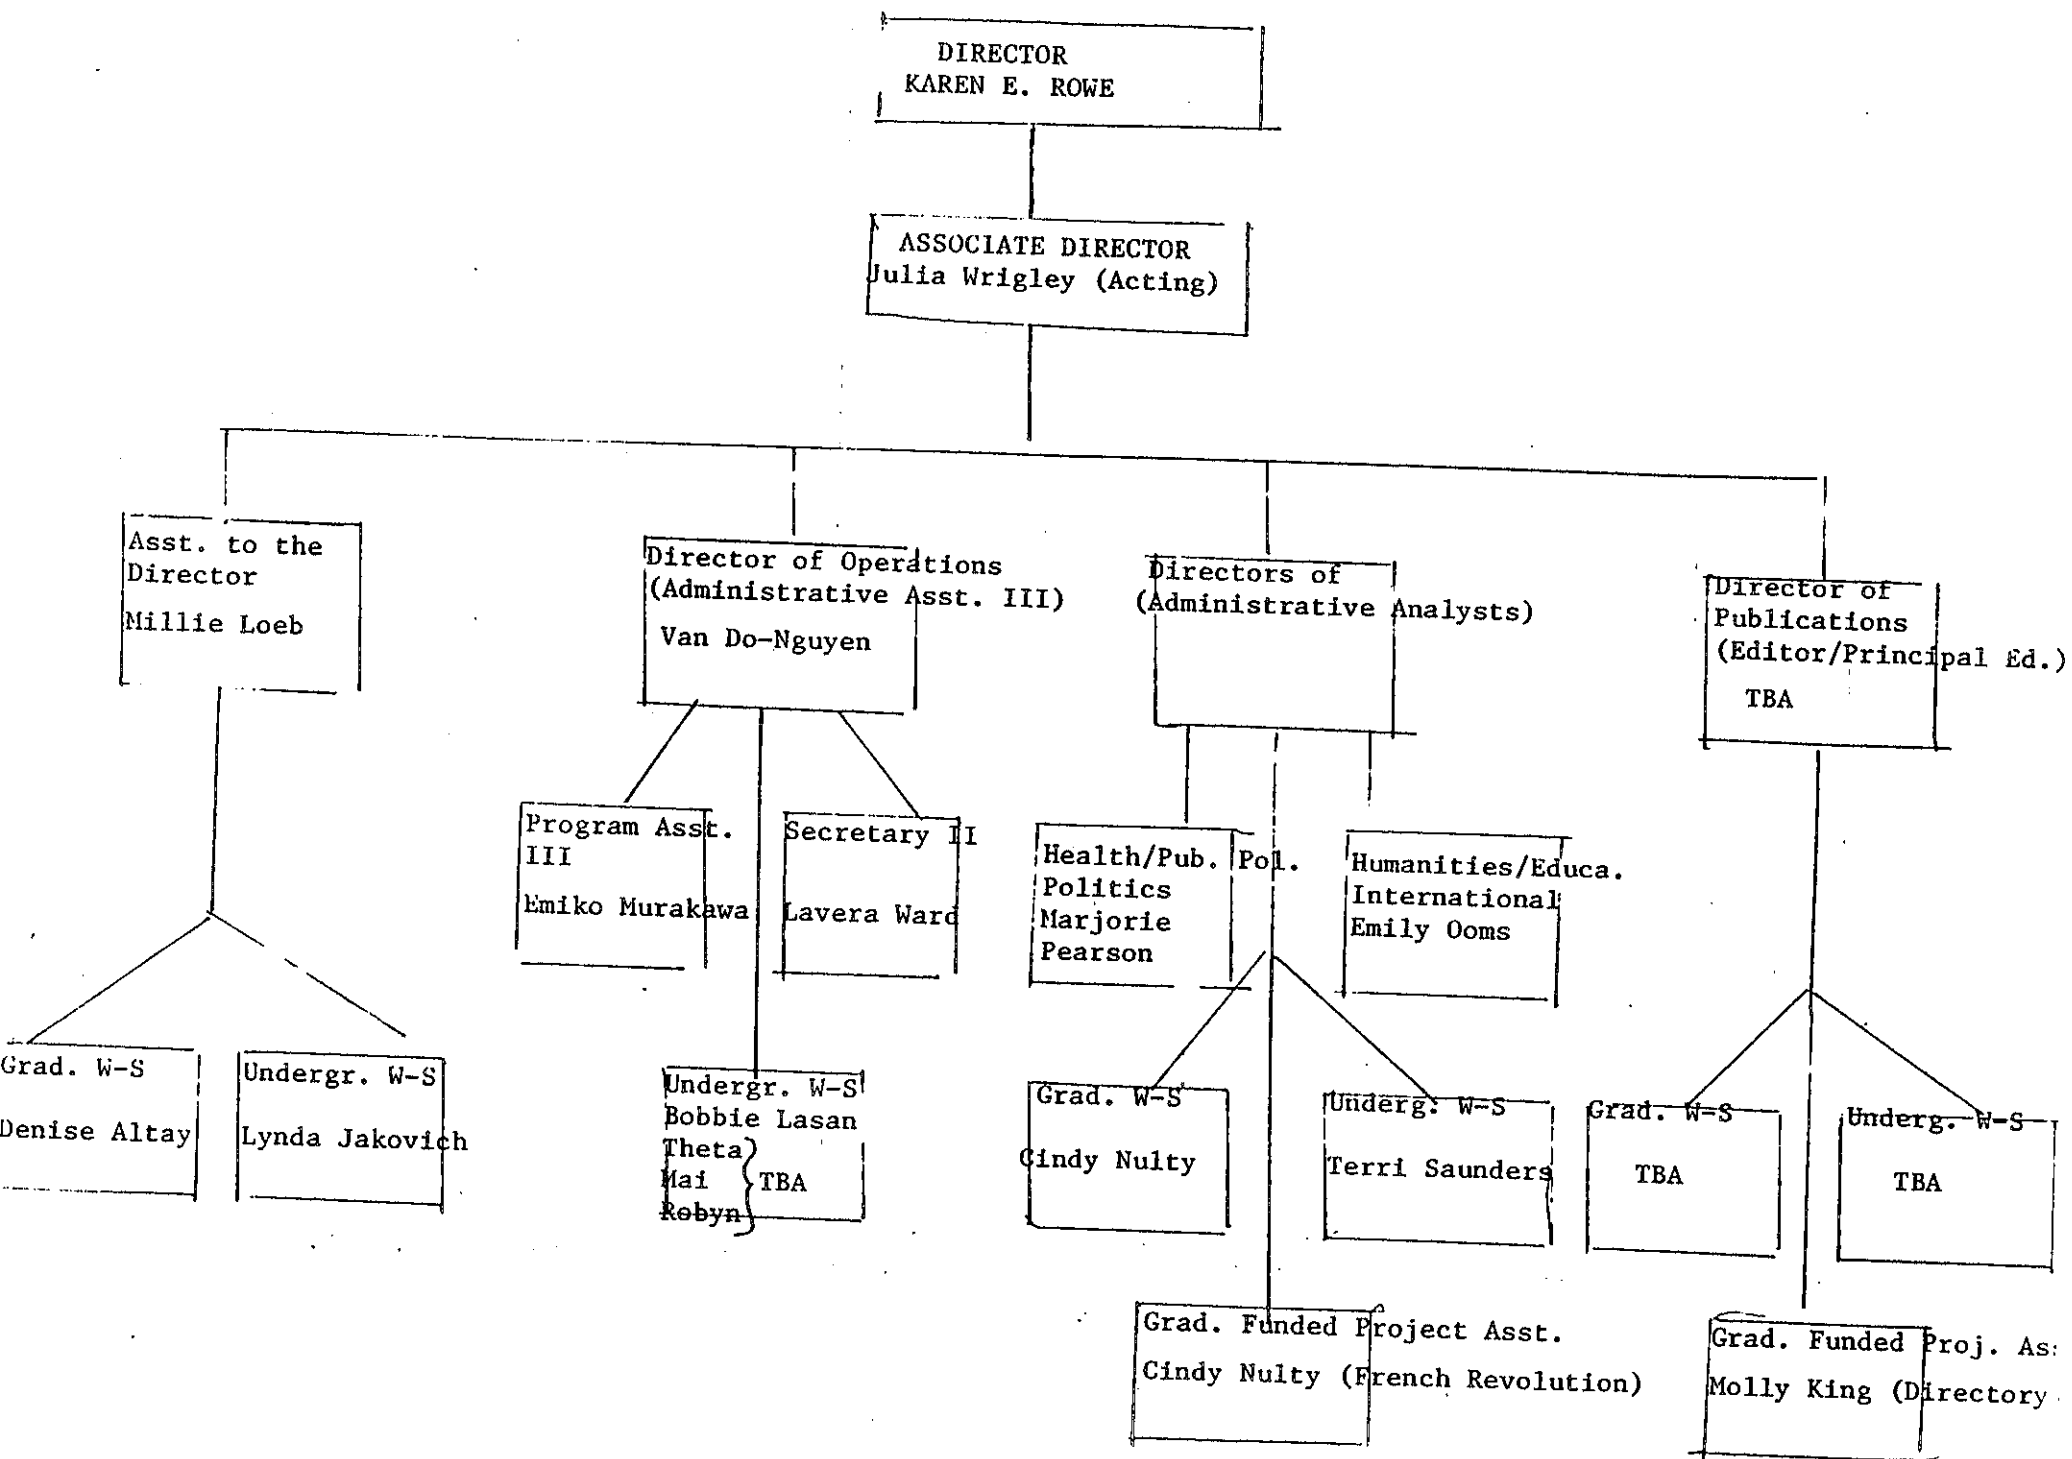 DIRECTOR
KAREN E. ROWE
ASSOCIATE DIRECTOR
Julia Wrigley (Acting)
Asst. to the
Director
Millie Loeb
Director of Operations
(Administrative Asst. III)
Van Do-Nguyen
Directors of
(Administrative Analysts)
Director of
Publications
(Editor/Principal Ed.)
TBA
Program Asst.
III
Emiko Murakawa
Secretary II
Lavera Ward
Health/Pub. Pol.
Politics
Marjorie
Pearson
Humanities/Educa.
International
Emily Ooms
Grad. W-S
Denise Altay
Undergr. W-S
Lynda Jakovich
Undergr. W-S
Bobbie Lasan
Theta
Mai
Robyn
TBA
Grad. W-S
Cindy Nulty
Underg. W-S
Terri Saunders
Grad. W-S
TBA
Underg. W-S
TBA
Grad. Funded Project Asst.
Cindy Nulty (French Revolution)
Grad. Funded Proj. As
Molly King (Directory